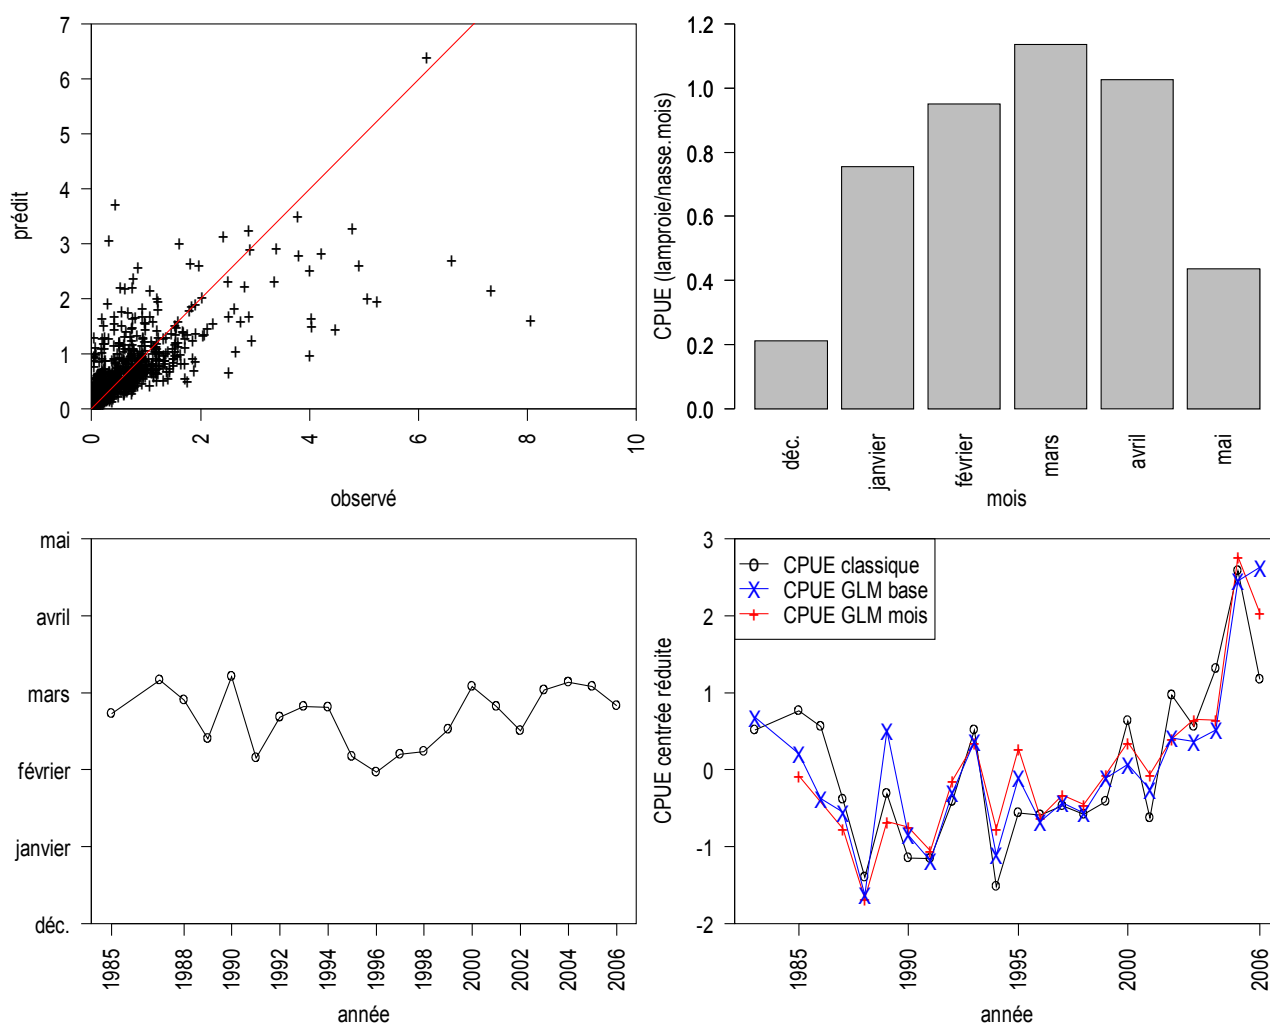 7
6
5
4
3
2
1
0
prédit
0
2
4
6
8
10
observé
1.2
1.0
0.8
0.6
0.4
0.2
0.0
CPUE (lamproie/nasse.mois)
déc.
janvier
février
mars
avril
mai
mois
mai
avril
mars
février
janvier
déc.
1985
1988
1990
1992
1994
1996
1998
2000
2002
2004
2006
année
3
2
1
0
-1
-2
CPUE centrée réduite
CPUE classique
CPUE GLM base
CPUE GLM mois
1985
1990
1995
2000
2006
année